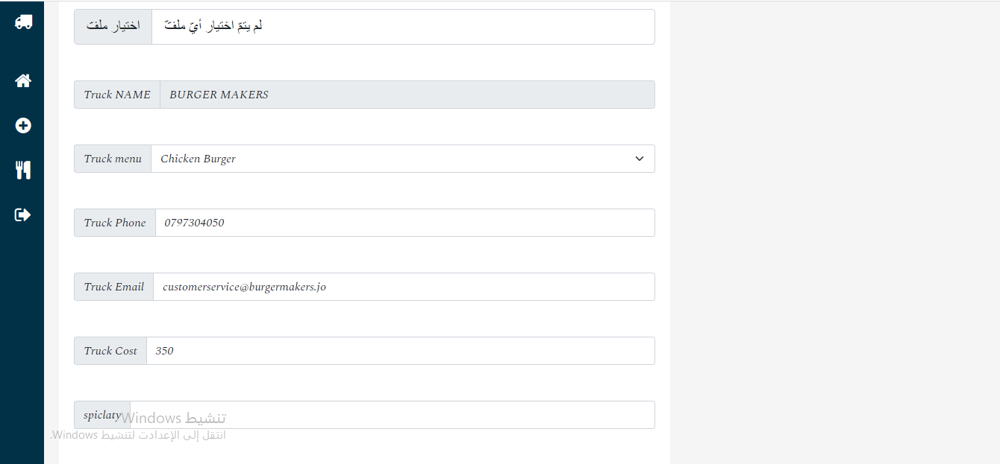 اختيار ملفّ لم يتمّ اختيار أيّ ملفّ
Truck NAME BURGER MAKERS
Truck menu Chicken Burger
Truck Phone 0797304050
Truck Email customerservice@burgermakers.jo
Truck Cost 350
spiclaty
تنشيط Windows
انتقل إلى الإعدادت لتنشيط Windows.